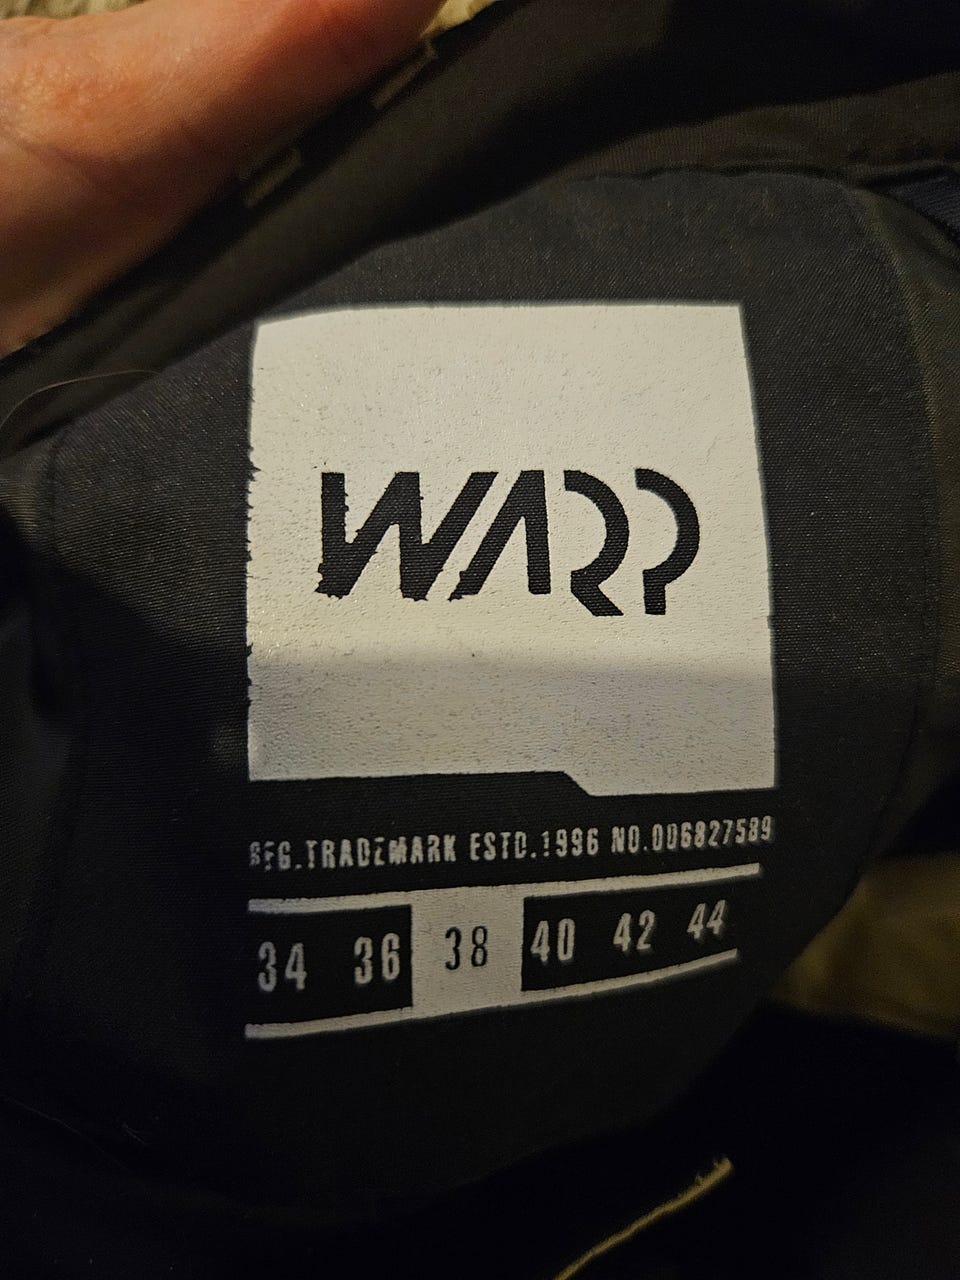 WARP
REG.TRADEMARK ESTD.1996 NO.006827589
34 36 38 40 42 44